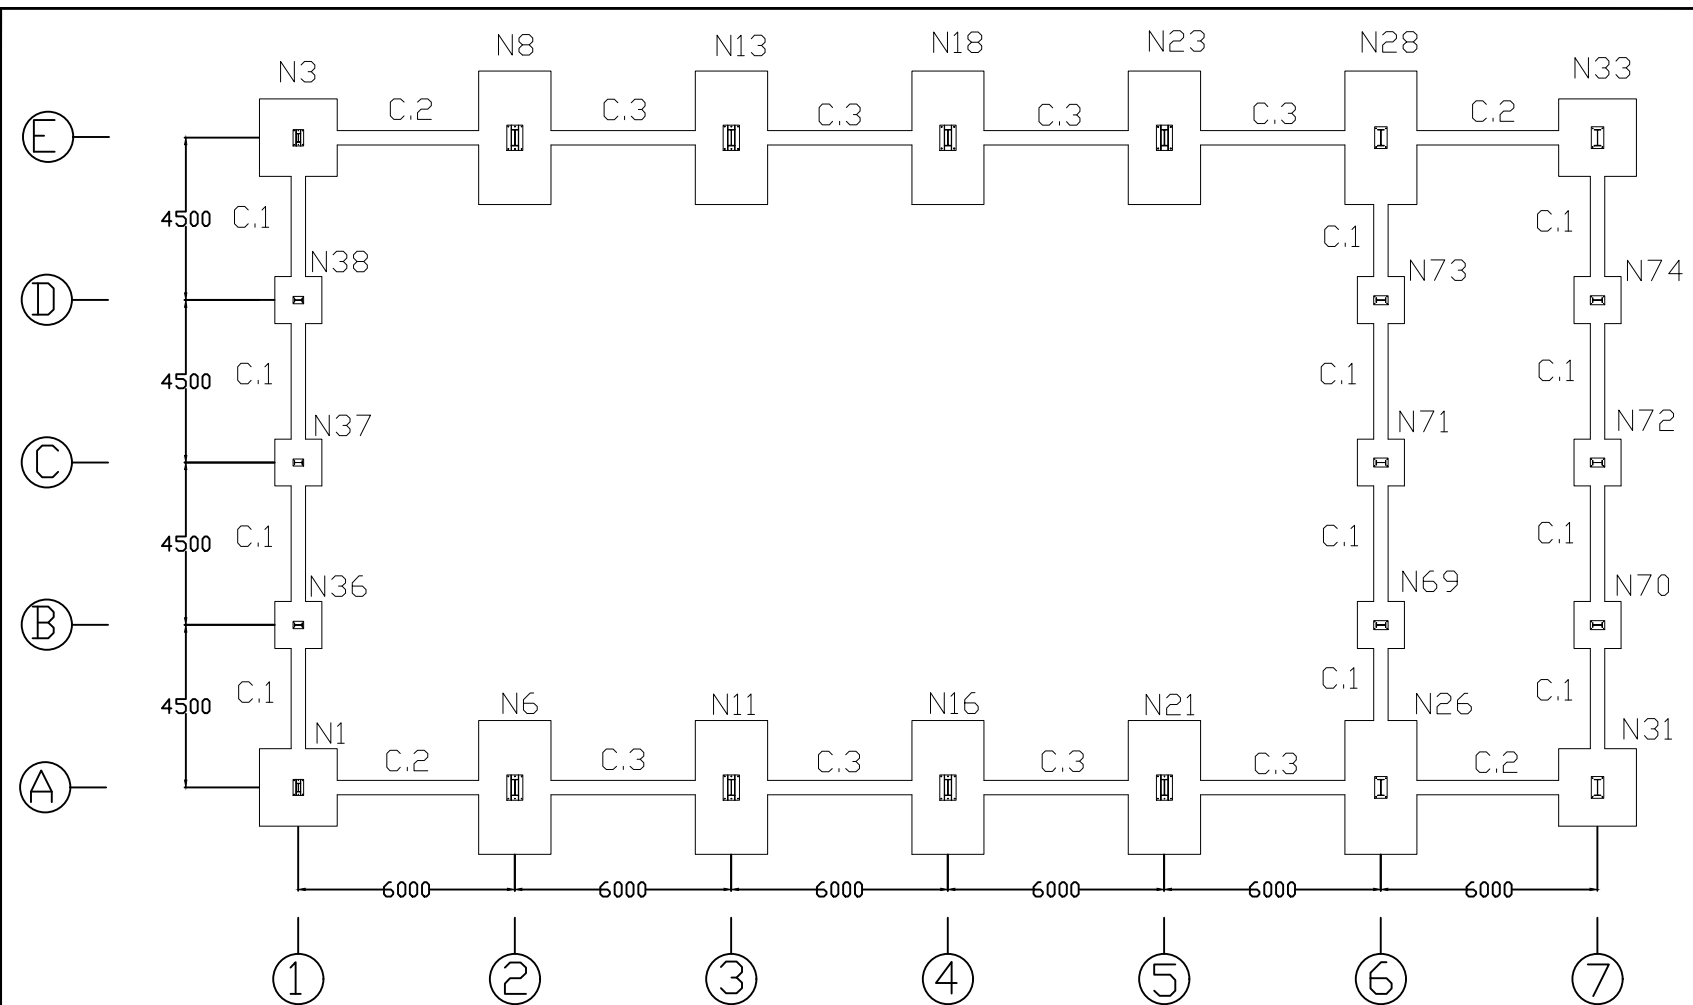 N8 N13 N18 N23 N28
N3 N33
C.2 C.3 C.3 C.3 C.3 C.2
E
4500 C.1 C.1 C.1
N38 N73 N74
D
4500 C.1 C.1 C.1
N37 N71 N72
C
4500 C.1 C.1 C.1
N36 N69 N70
B
4500 C.1 C.1 C.1
N1 N6 N11 N16 N21 N26 N31
C.2 C.3 C.3 C.3 C.3 C.2
A
6000 6000 6000 6000 6000 6000
1 2 3 4 5 6 7